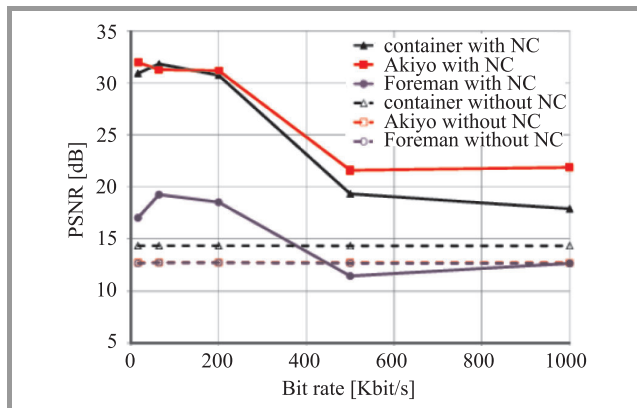 35
30
25
20
15
10
5
PSNR [dB]
container with NC
Akiyo with NC
Foreman with NC
container without NC
Akiyo without NC
Foreman without NC
0
200
400
600
800
1000
Bit rate [Kbit/s]